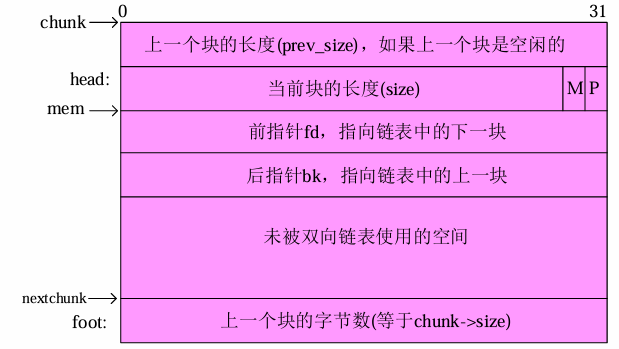 0 31
chunk
上一个块的长度(prev_size)，如果上一个块是空闲的
head:
当前块的长度(size)
M
P
mem
前指针fd，指向链表中的下一块
后指针bk，指向链表中的上一块
未被双向链表使用的空间
nextchunk
foot:
上一个块的字节数(等于chunk->size)